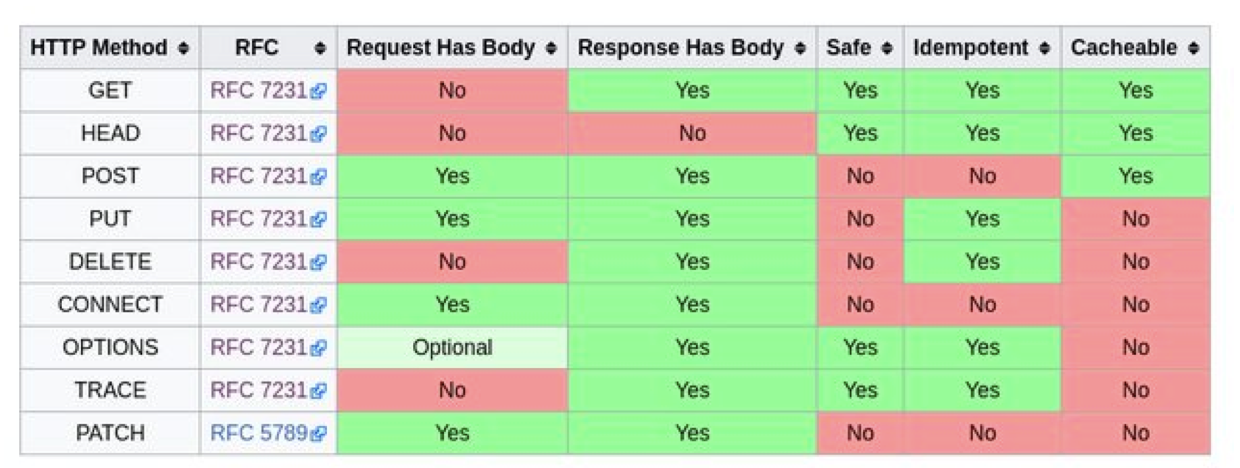 HTTP Method RFC Request Has Body Response Has Body Safe Idempotent Cacheable
GET RFC 7231 No Yes Yes Yes Yes
HEAD RFC 7231 No No Yes Yes Yes
POST RFC 7231 Yes Yes No No Yes
PUT RFC 7231 Yes Yes No Yes No
DELETE RFC 7231 No Yes No Yes No
CONNECT RFC 7231 Yes Yes No No No
OPTIONS RFC 7231 Optional Yes Yes Yes No
TRACE RFC 7231 No Yes Yes Yes No
PATCH RFC 5789 Yes Yes No No No